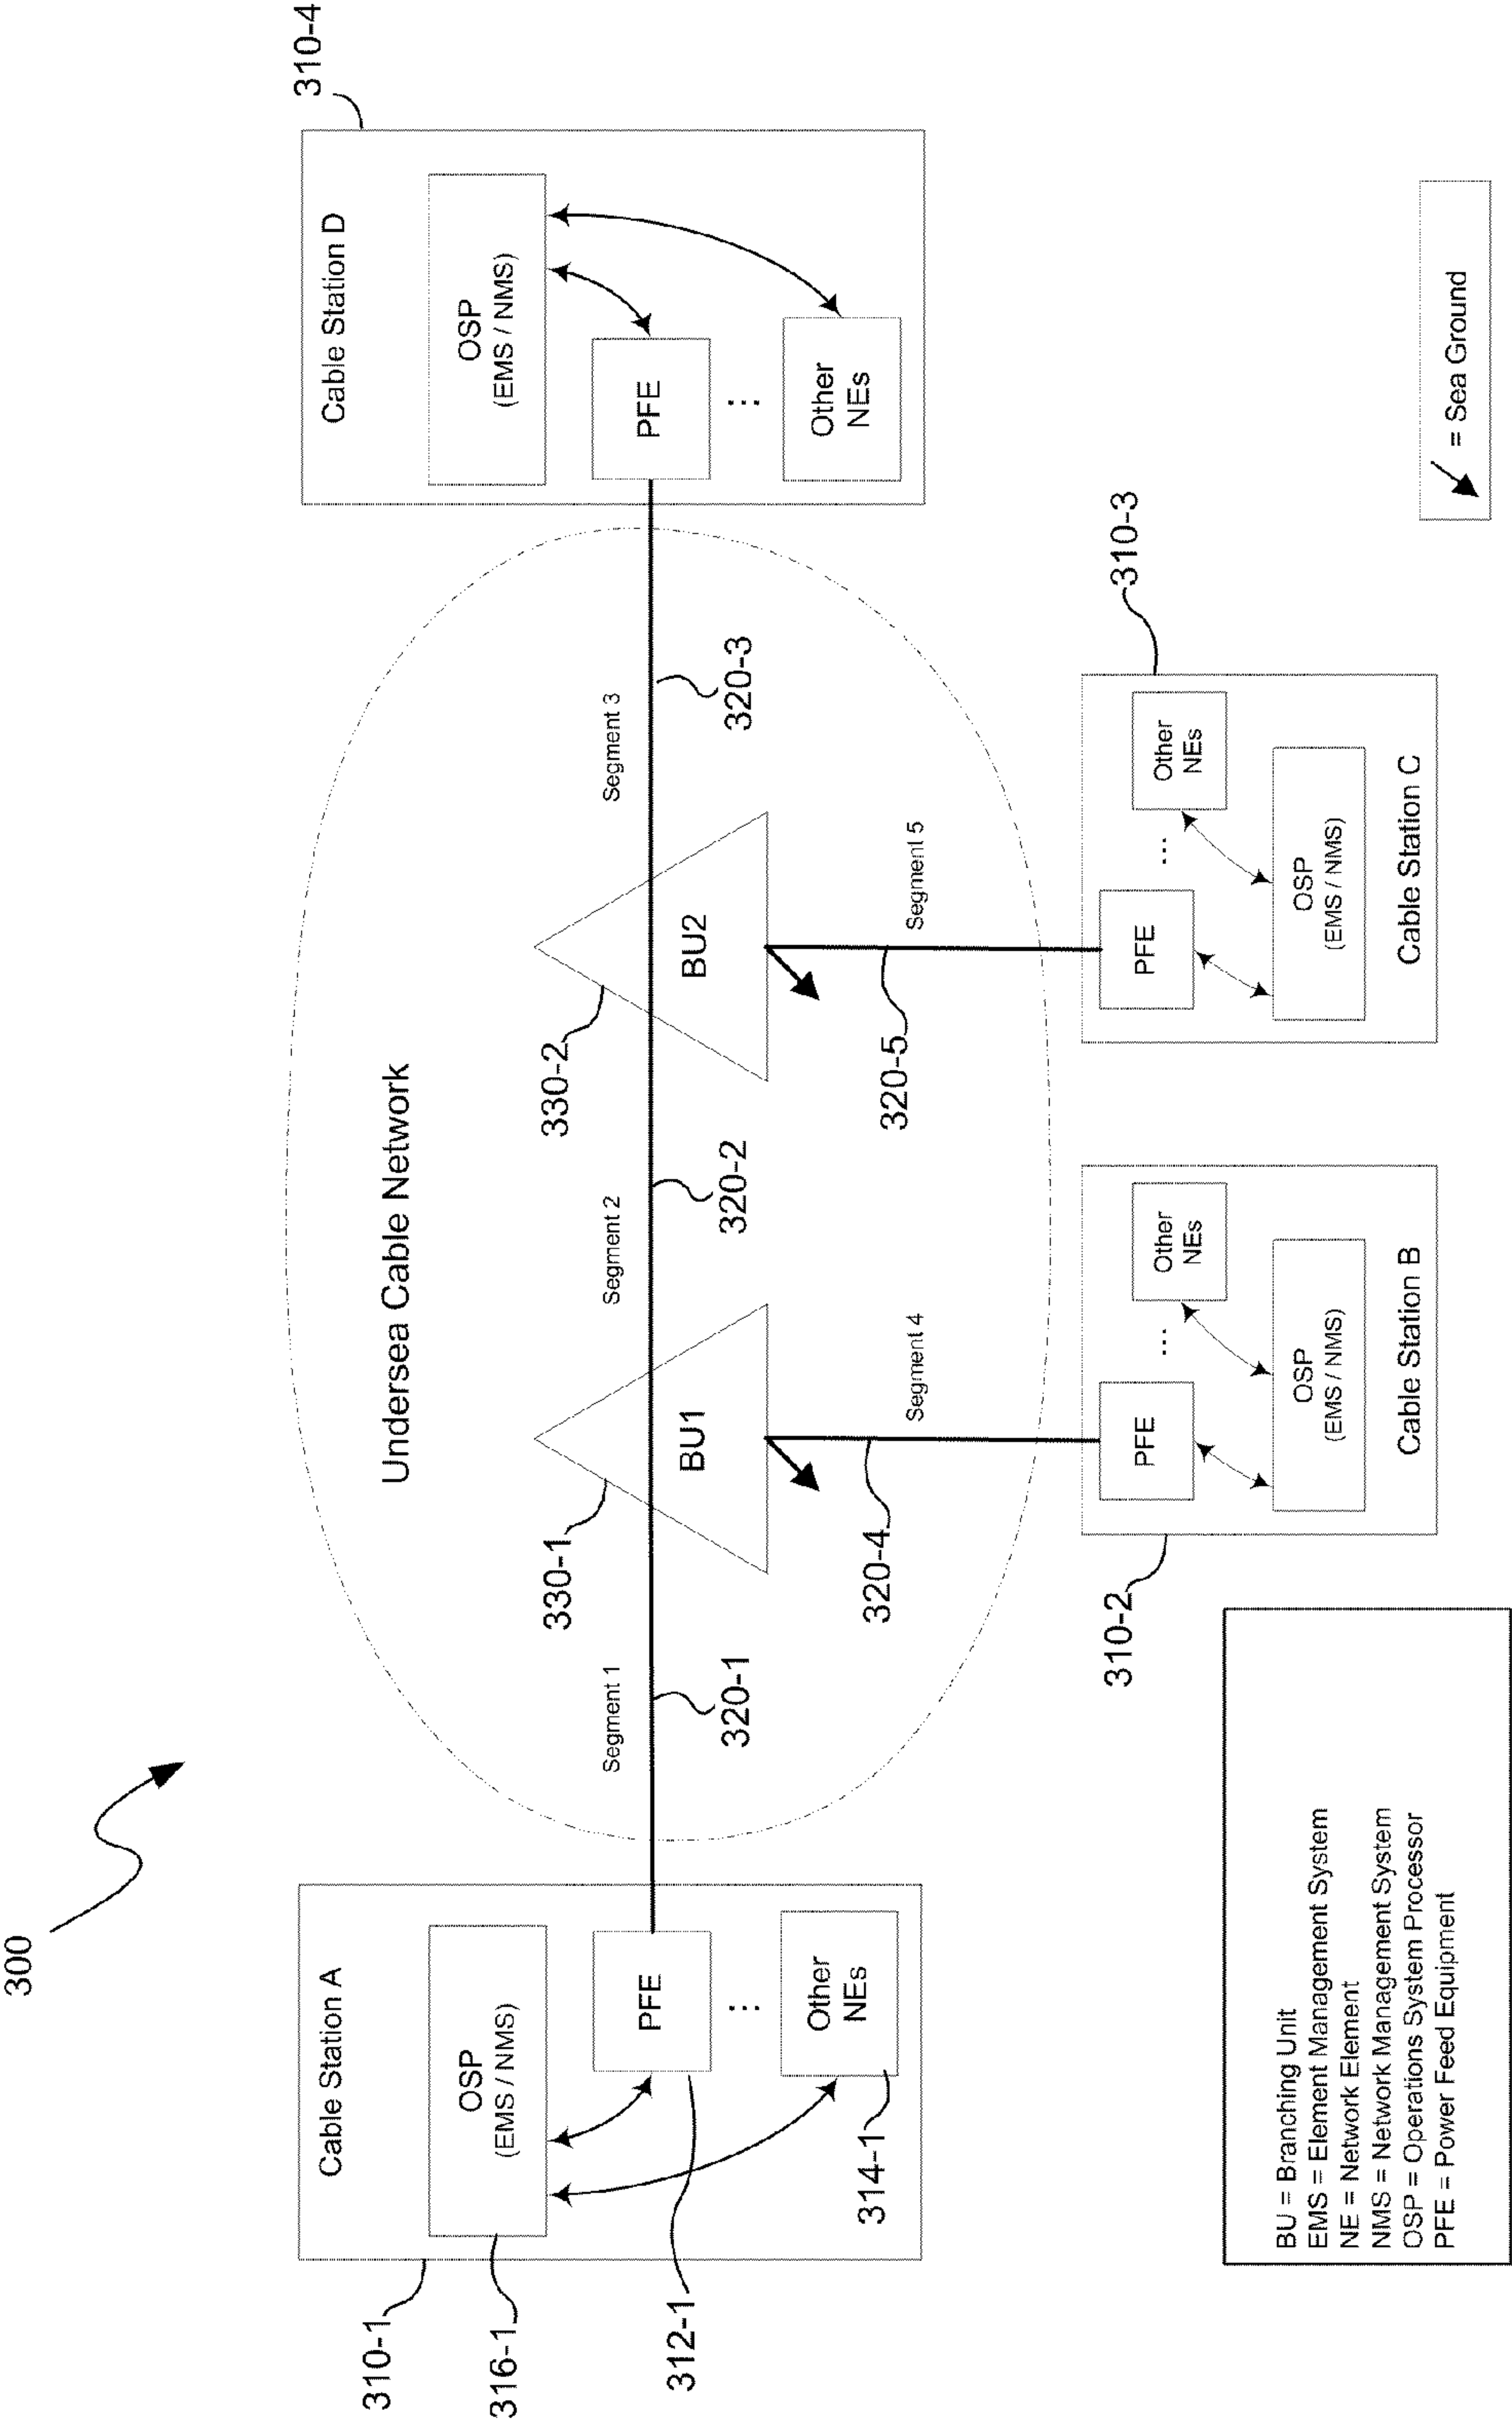 300
Undersea Cable Network
310-1
316-1
312-1
314-1
Cable Station A
OSP
(EMS / NMS)
PFE
...
Other
NEs
Segment 1
320-1
330-1
BU1
Segment 2
320-2
330-2
BU2
Segment 3
320-3
310-4
Cable Station D
OSP
(EMS / NMS)
PFE
...
Other
NEs
Segment 4
320-4
Segment 5
320-5
310-2
PFE
...
Other
NEs
OSP
(EMS / NMS)
Cable Station B
310-3
PFE
...
Other
NEs
OSP
(EMS / NMS)
Cable Station C
BU = Branching Unit
EMS = Element Management System
NE = Network Element
NMS = Network Management System
OSP = Operations System Processor
PFE = Power Feed Equipment
= Sea Ground